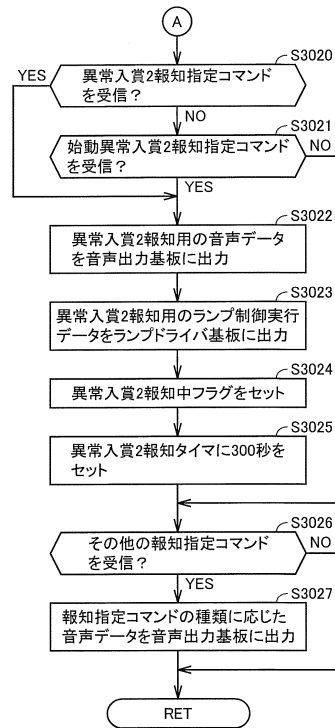 A
S3020
YES
異常入賞2報知指定コマンド
を受信？
NO
S3021
始動異常入賞2報知指定コマンド
を受信？
NO
YES
S3022
異常入賞2報知用の音声データ
を音声出力基板に出力
S3023
異常入賞2報知用のランプ制御実行
データをランプドライバ基板に出力
S3024
異常入賞2報知中フラグをセット
S3025
異常入賞2報知タイマに300秒を
セット
S3026
その他の報知指定コマンド
を受信？
NO
YES
S3027
報知指定コマンドの種類に応じた
音声データを音声出力基板に出力
RET